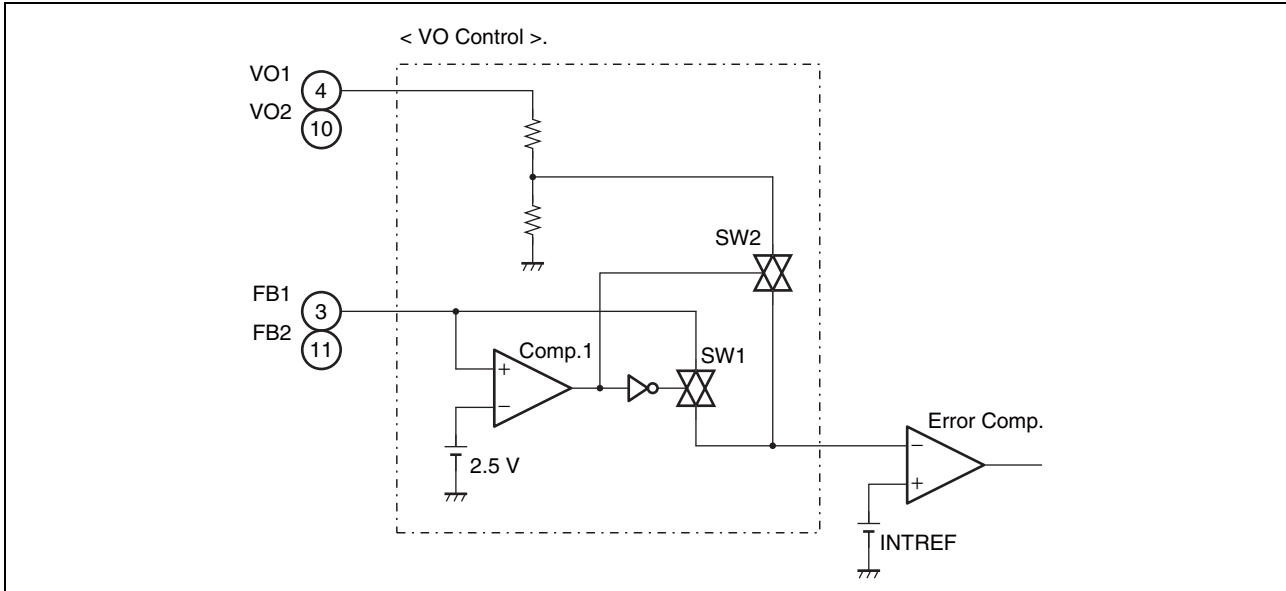 < VO Control >.
VO1
4
VO2
10
SW2
FB1
3
FB2
11
Comp.1
SW1
+
−
2.5 V
Error Comp.
−
+
INTREF